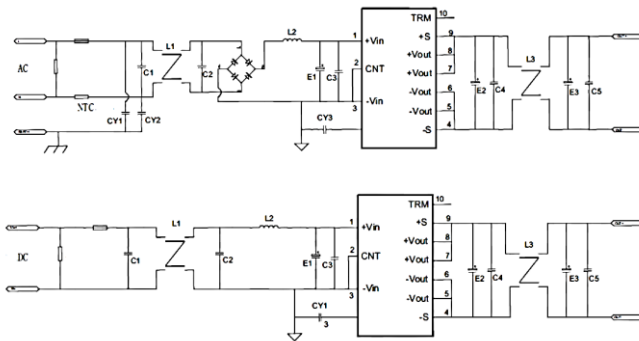 TRM 10
L1
L2
+S 9
1 +Vin
+Vout 8
AC
2 CNT
+Vout 7
L3
C1
C2
E1
C3
-Vout 6
E2
C4
E3
C5
-Vin
-Vout 5
NTC
3
-S 4
CY1
CY2
CY3
TRM 10
L1
L2
+S 9
1 +Vin
+Vout 8
2 CNT
+Vout 7
L3
DC
C1
C2
E1
C3
-Vout 6
E2
C4
E3
C5
-Vin
-Vout 5
3
-S 4
CY1
3